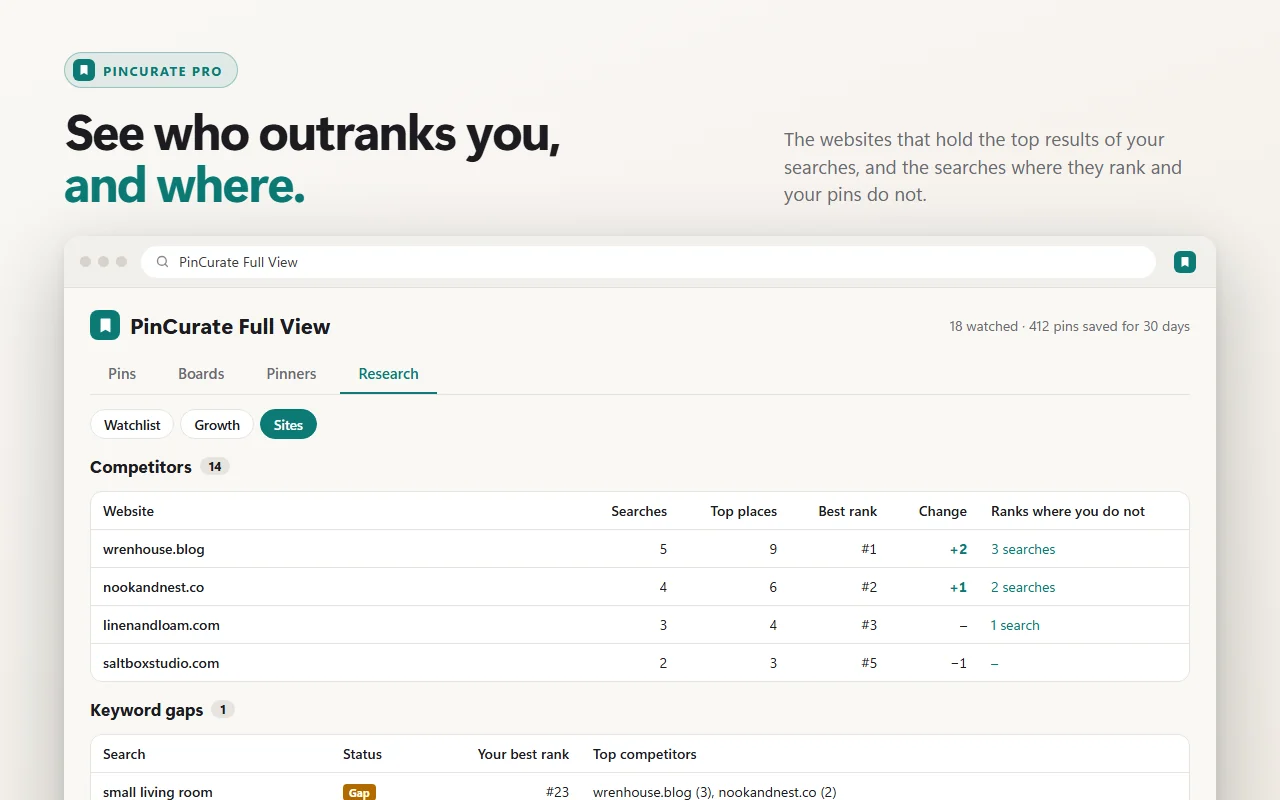 PINCURATE PRO
See who outranks you,
and where.
The websites that hold the top results of your
searches, and the searches where they rank and
your pins do not.
PinCurate Full View
PinCurate Full View
18 watched · 412 pins saved for 30 days
Pins Boards Pinners Research
Watchlist Growth Sites
Competitors 14
Website Searches Top places Best rank Change Ranks where you do not
wrenhouse.blog 5 9 #1 +2 3 searches
nookandnest.co 4 6 #2 +1 2 searches
linenandloam.com 3 4 #3 – 1 search
saltboxstudio.com 2 3 #5 −1 –
Keyword gaps 1
Search Status Your best rank Top competitors
small living room Gap #23 wrenhouse.blog (3), nookandnest.co (2)